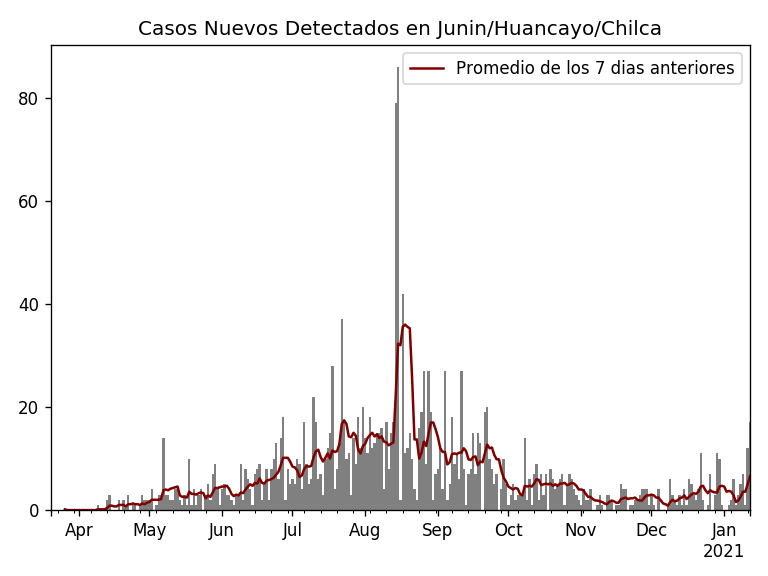 Casos Nuevos Detectados en Junin/Huancayo/Chilca
Promedio de los 7 dias anteriores
80
60
40
20
0
Apr May Jun Jul Aug Sep Oct Nov Dec Jan
2021